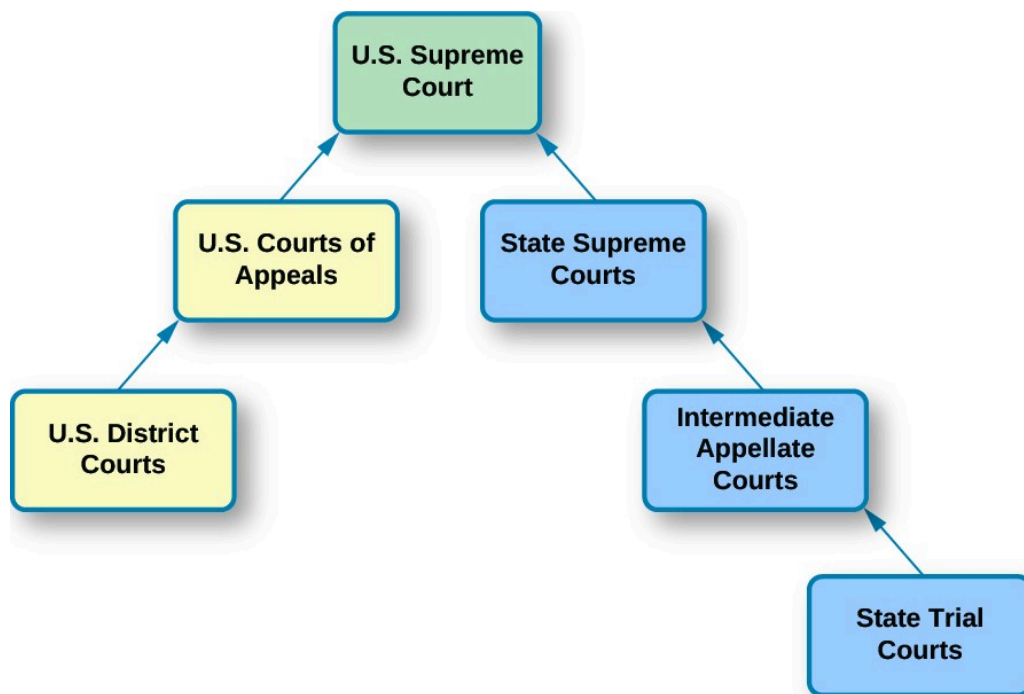 U.S. Supreme
Court
U.S. Courts of
Appeals
State Supreme
Courts
U.S. District
Courts
Intermediate
Appellate
Courts
State Trial
Courts